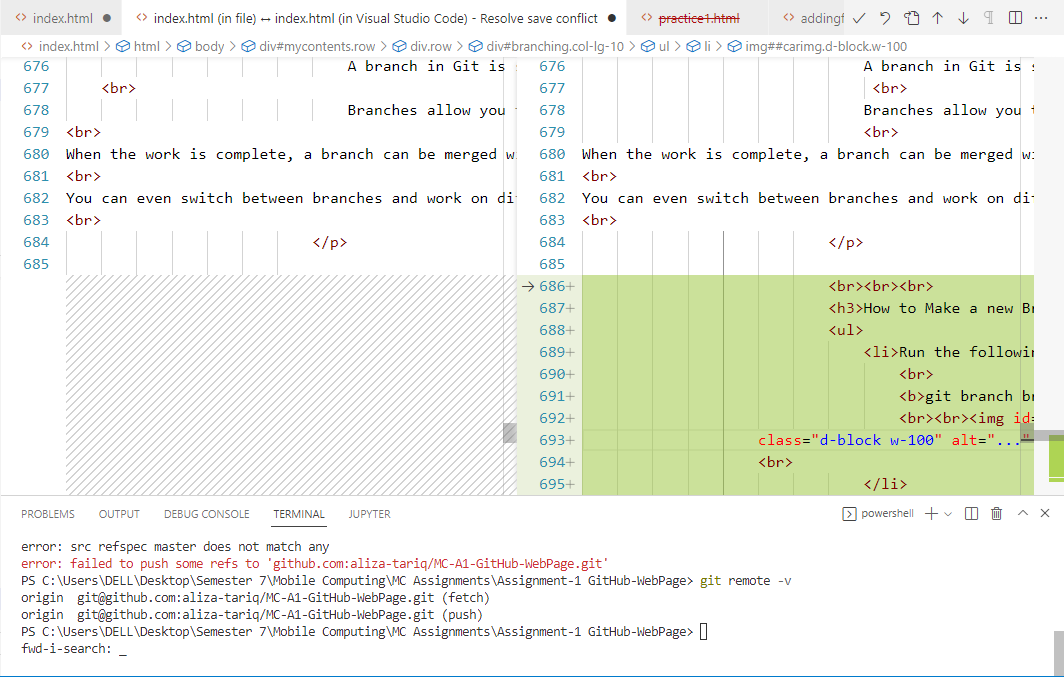 index.html
index.html (in file) ↔ index.html (in Visual Studio Code) - Resolve save conflict
practice1.html
addingf
index.html > html > body > div#mycontents.row > div.row > div#branching.col-lg-10 > ul > li > img##carimg.d-block.w-100
676 A branch in Git is
677 <br>
678 Branches allow you
679 <br>
680 When the work is complete, a branch can be merged w
681 <br>
682 You can even switch between branches and work on di
683 <br>
684 </p>
685
676 A branch in Git is
677 <br>
678 Branches allow you
679 <br>
680 When the work is complete, a branch can be merged w
681 <br>
682 You can even switch between branches and work on di
683 <br>
684 </p>
685
686+ <br><br><br>
687+ <h3>How to Make a new Br
688+ <ul>
689+ <li>Run the followin
690+ <br>
691+ <b>git branch br
692+ <br><br><img id=
693+ class="d-block w-100" alt="..."
694+ <br>
695+ </li>
PROBLEMS OUTPUT DEBUG CONSOLE TERMINAL JUPYTER
powershell
error: src refspec master does not match any
error: failed to push some refs to 'github.com:aliza-tariq/MC-A1-GitHub-WebPage.git'
PS C:\Users\DELL\Desktop\Semester 7\Mobile Computing\MC Assignments\Assignment-1 GitHub-WebPage> git remote -v
origin git@github.com:aliza-tariq/MC-A1-GitHub-WebPage.git (fetch)
origin git@github.com:aliza-tariq/MC-A1-GitHub-WebPage.git (push)
PS C:\Users\DELL\Desktop\Semester 7\Mobile Computing\MC Assignments\Assignment-1 GitHub-WebPage>
fwd-i-search: _